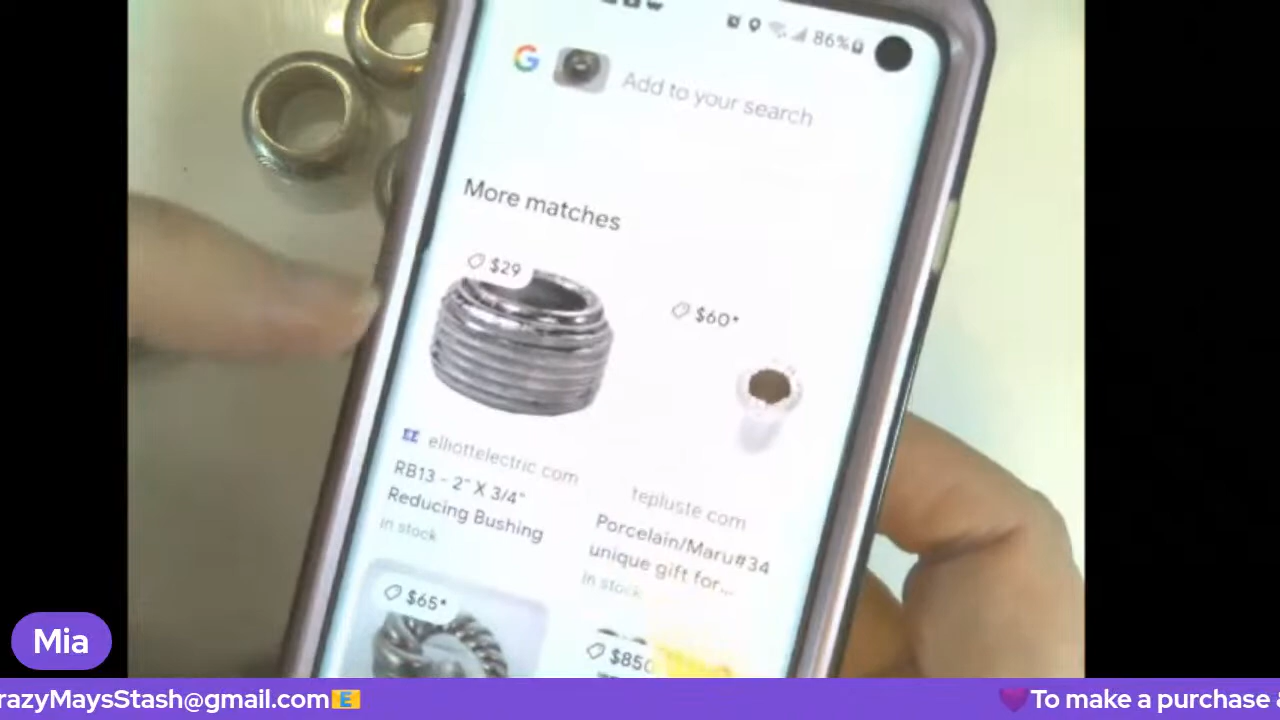 86%
G
Add to your search
More matches
$29
$60*
elliottelectric.com
RB13 - 2" X 3/4"
Reducing Bushing
In stock
tepluste.com
Porcelain/Maru#34
unique gift for...
In stock
$65*
$850
Mia
razyMaysStash@gmail.com
To make a purchase